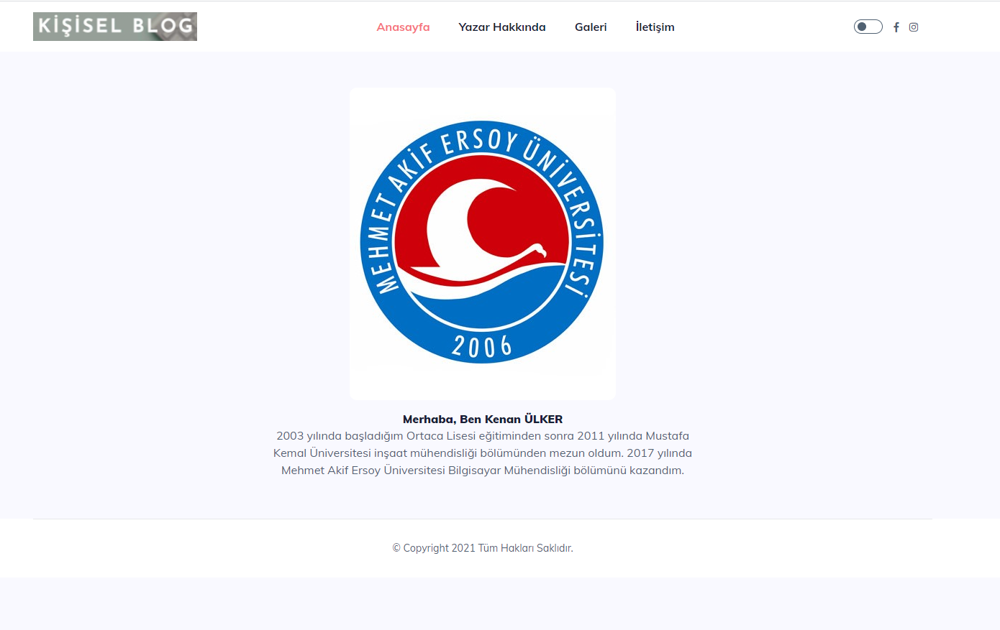 KİŞİSEL BLOG
Anasayfa
Yazar Hakkında
Galeri
İletişim
MEHMET AKİF ERSOY ÜNİVERSİTESİ
2006
Merhaba, Ben Kenan ÜLKER
2003 yılında başladığım Ortaca Lisesi eğitiminden sonra 2011 yılında Mustafa
Kemal Üniversitesi inşaat mühendisliği bölümünden mezun oldum. 2017 yılında
Mehmet Akif Ersoy Üniversitesi Bilgisayar Mühendisliği bölümünü kazandım.
© Copyright 2021 Tüm Hakları Saklıdır.